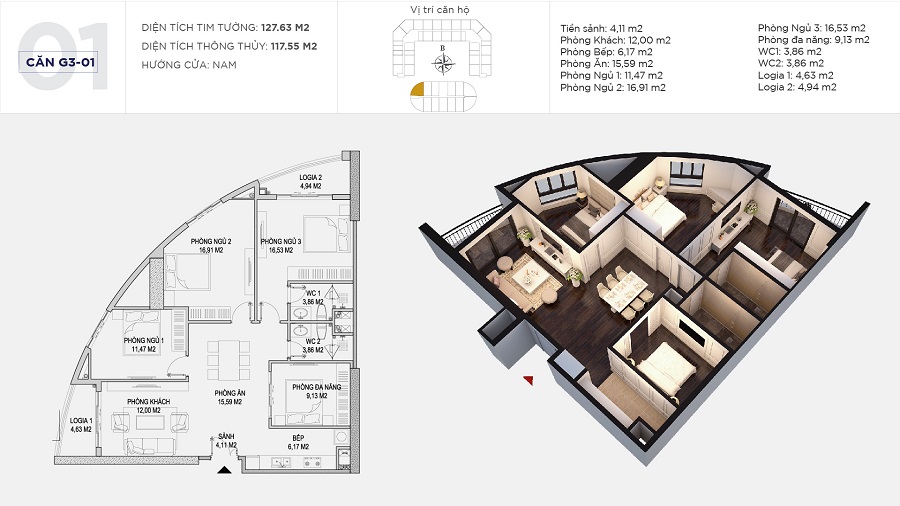 01
CĂN G3-01
DIỆN TÍCH TIM TƯỜNG: 127.63 M2
DIỆN TÍCH THÔNG THỦY: 117.55 M2
HƯỚNG CỬA: NAM
Vị trí căn hộ
B
Tiền sảnh: 4,11 m2
Phòng Khách: 12,00 m2
Phòng Bếp: 6,17 m2
Phòng Ăn: 15,59 m2
Phòng Ngủ 1: 11,47 m2
Phòng Ngủ 2: 16,91 m2
Phòng Ngủ 3: 16,53 m2
Phòng đa năng: 9,13 m2
WC1: 3,86 m2
WC2: 3,86 m2
Logia 1: 4,63 m2
Logia 2: 4,94 m2
LOGIA 2
4,94 M2
PHÒNG NGỦ 2
16,91 M2
PHÒNG NGỦ 3
16,53 M2
WC 1
3,86 M2
PHÒNG NGỦ 1
11,47 M2
WC 2
3,86 M2
PHÒNG ĐA NĂNG
9,13 M2
PHÒNG ĂN
15,59 M2
PHÒNG KHÁCH
12,00 M2
LOGIA 1
4,63 M2
SẢNH
4,11 M2
BẾP
6,17 M2